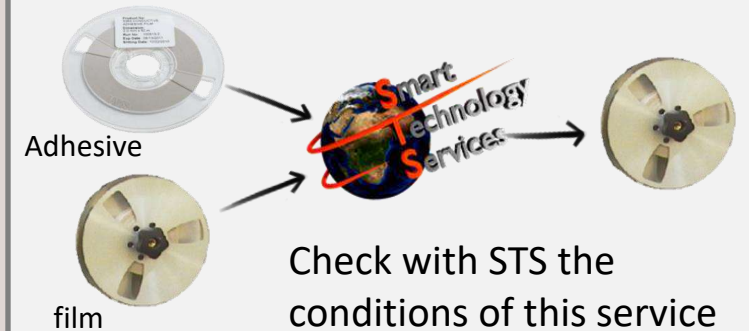 Adhesive
film
Smart
Technology
Services
Check with STS the
conditions of this service